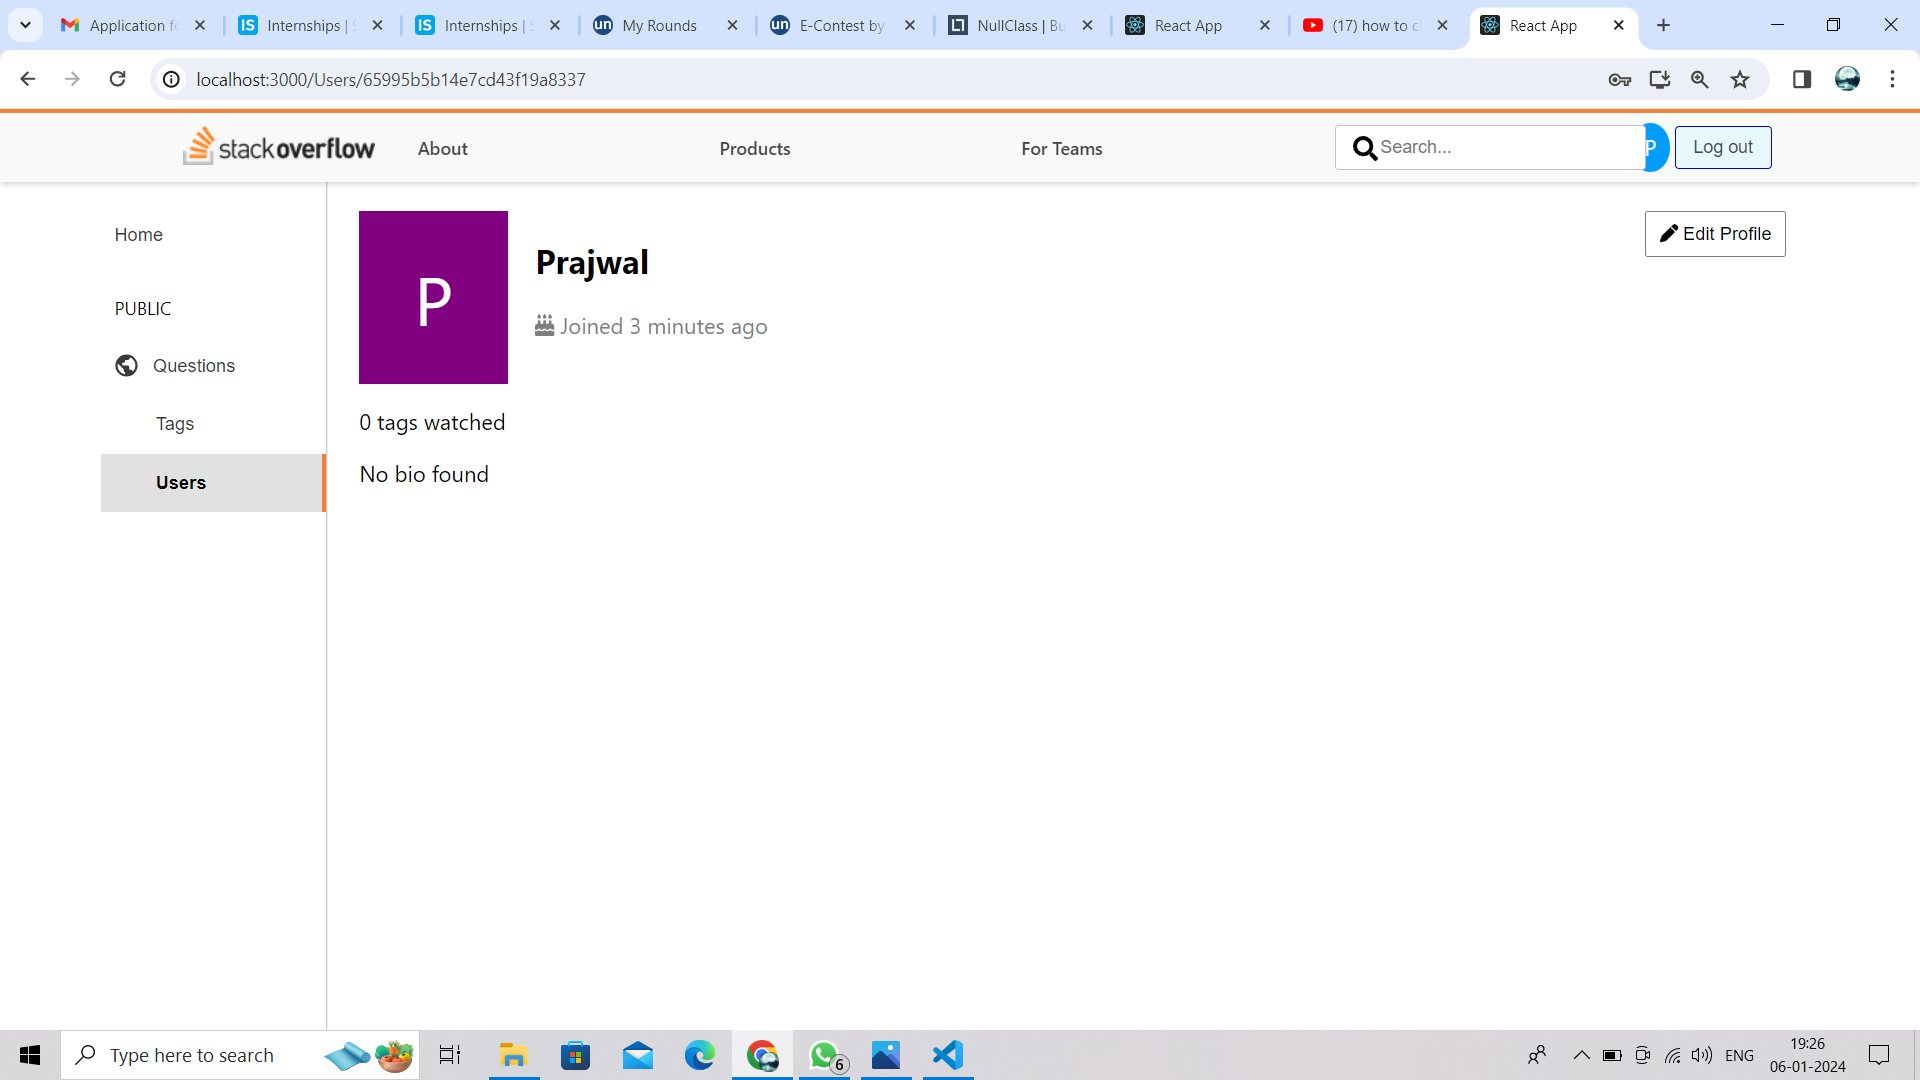 Application fo
Internships | S
Internships | S
un My Rounds
un E-Contest by
NullClass | Bu
React App
(17) how to c
React App
localhost:3000/Users/65995b5b14e7cd43f19a8337
stackoverflow
About
Products
For Teams
Search...
P
Log out
Home
PUBLIC
Questions
Tags
Users
P
Prajwal
Joined 3 minutes ago
Edit Profile
0 tags watched
No bio found
Type here to search
6
ENG
19:26
06-01-2024